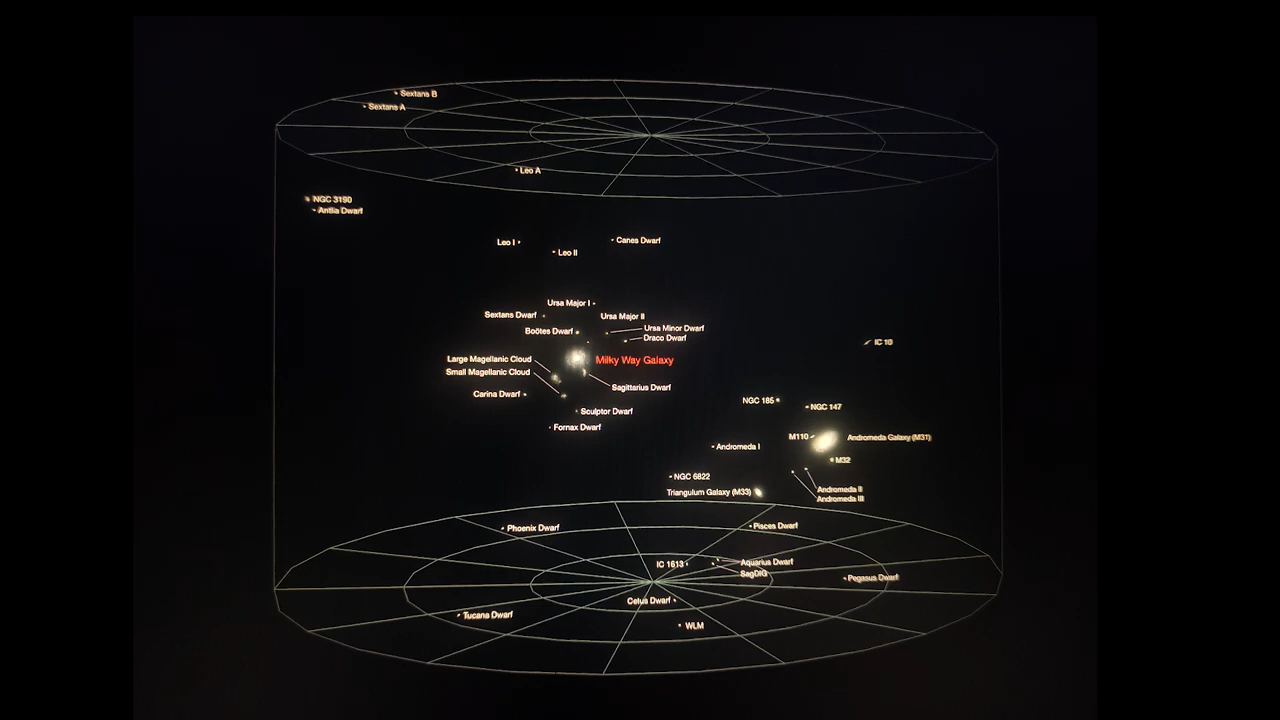 Sextans B
Sextans A
Leo A
NGC 3190
Antlia Dwarf
Leo I
Leo II
Canes Dwarf
Ursa Major I
Sextans Dwarf
Ursa Major II
Boötes Dwarf
Ursa Minor Dwarf
Draco Dwarf
IC 10
Large Magellanic Cloud
Milky Way Galaxy
Small Magellanic Cloud
Sagittarius Dwarf
Carina Dwarf
NGC 185
NGC 147
Sculptor Dwarf
Fornax Dwarf
M110
Andromeda Galaxy (M31)
Andromeda I
M32
NGC 6822
Triangulum Galaxy (M33)
Andromeda II
Andromeda III
Phoenix Dwarf
Pisces Dwarf
IC 1613
Aquarius Dwarf
SagDIG
Pegasus Dwarf
Cetus Dwarf
Tucana Dwarf
WLM